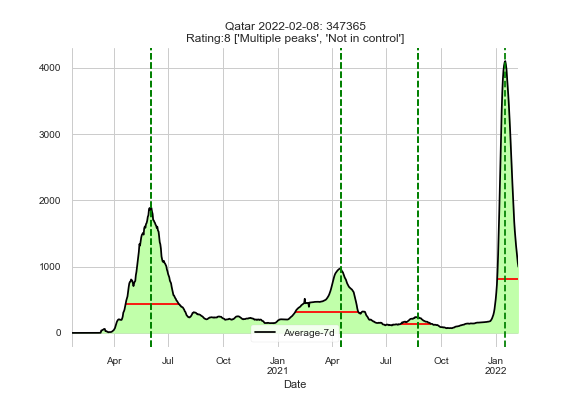 Qatar 2022-02-08: 347365
Rating:8 ['Multiple peaks', 'Not in control']
4000
3000
2000
1000
0
Average-7d
Apr
Jul
Oct
Jan
2021
Apr
Jul
Oct
Jan
2022
Date